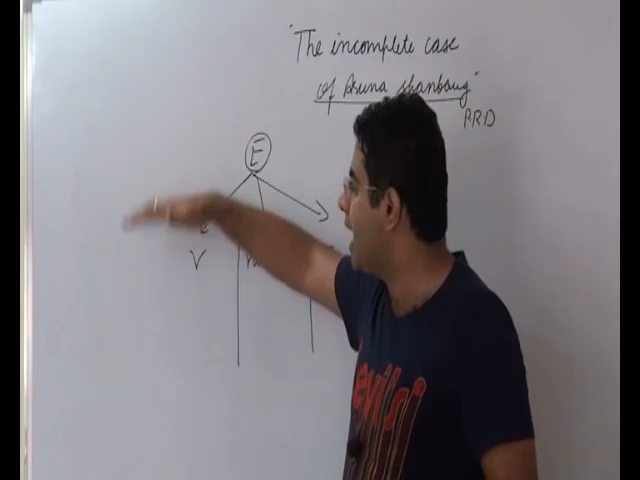 "The incomplete case
of Aruna Shanbaug"
PRD
E
V